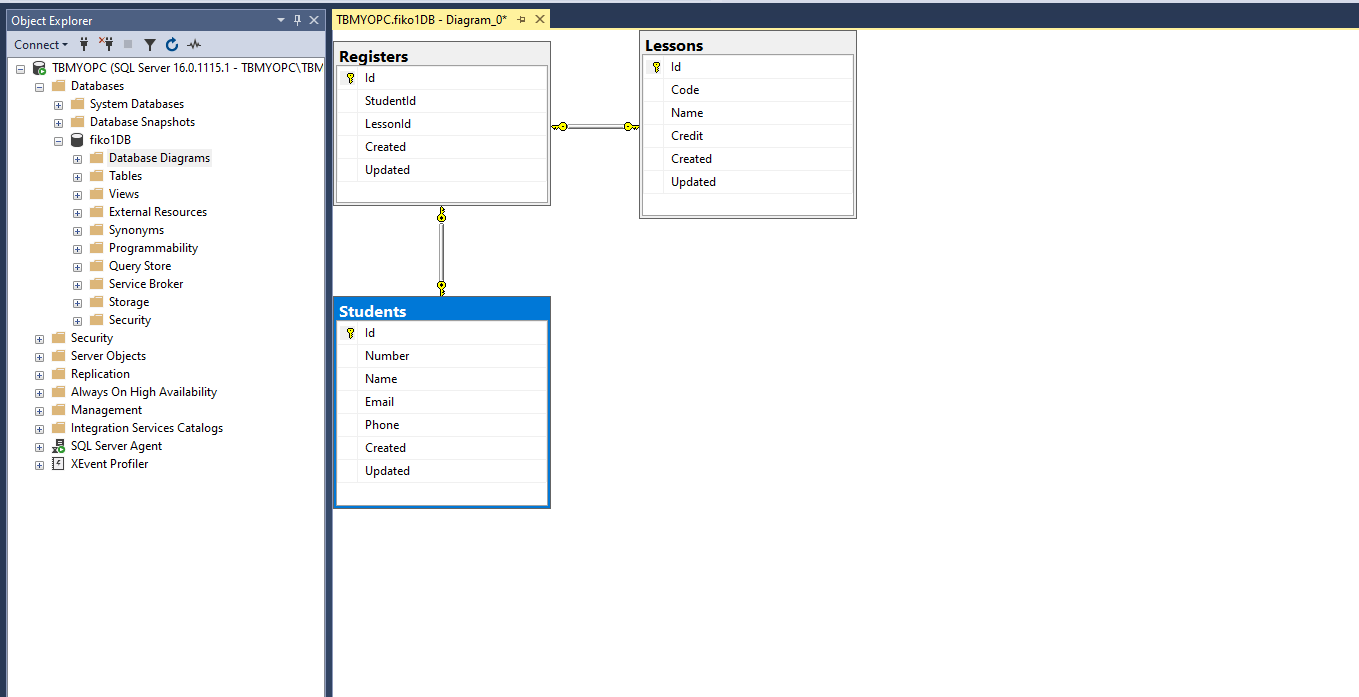 Object Explorer
Connect
TBMYOPC (SQL Server 16.0.1115.1 - TBMYOPC\TBM
Databases
System Databases
Database Snapshots
fiko1DB
Database Diagrams
Tables
Views
External Resources
Synonyms
Programmability
Query Store
Service Broker
Storage
Security
Security
Server Objects
Replication
Always On High Availability
Management
Integration Services Catalogs
SQL Server Agent
XEvent Profiler
TBMYOPC.fiko1DB - Diagram_0*
Registers
Id
StudentId
LessonId
Created
Updated
Lessons
Id
Code
Name
Credit
Created
Updated
Students
Id
Number
Name
Email
Phone
Created
Updated